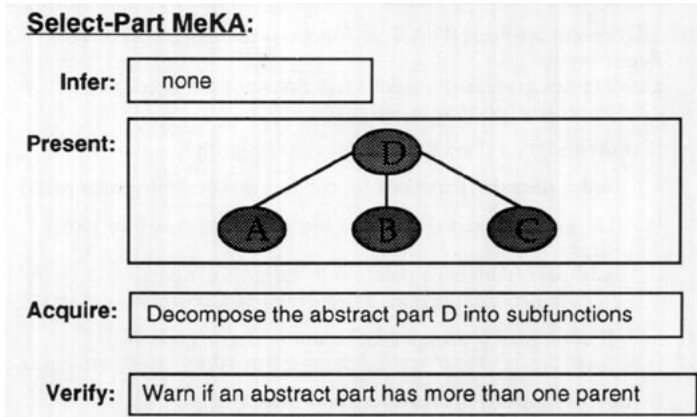 Select-Part MeKA:
Infer: none
Present:
D
A B C
Acquire: Decompose the abstract part D into subfunctions
Verify: Warn if an abstract part has more than one parent